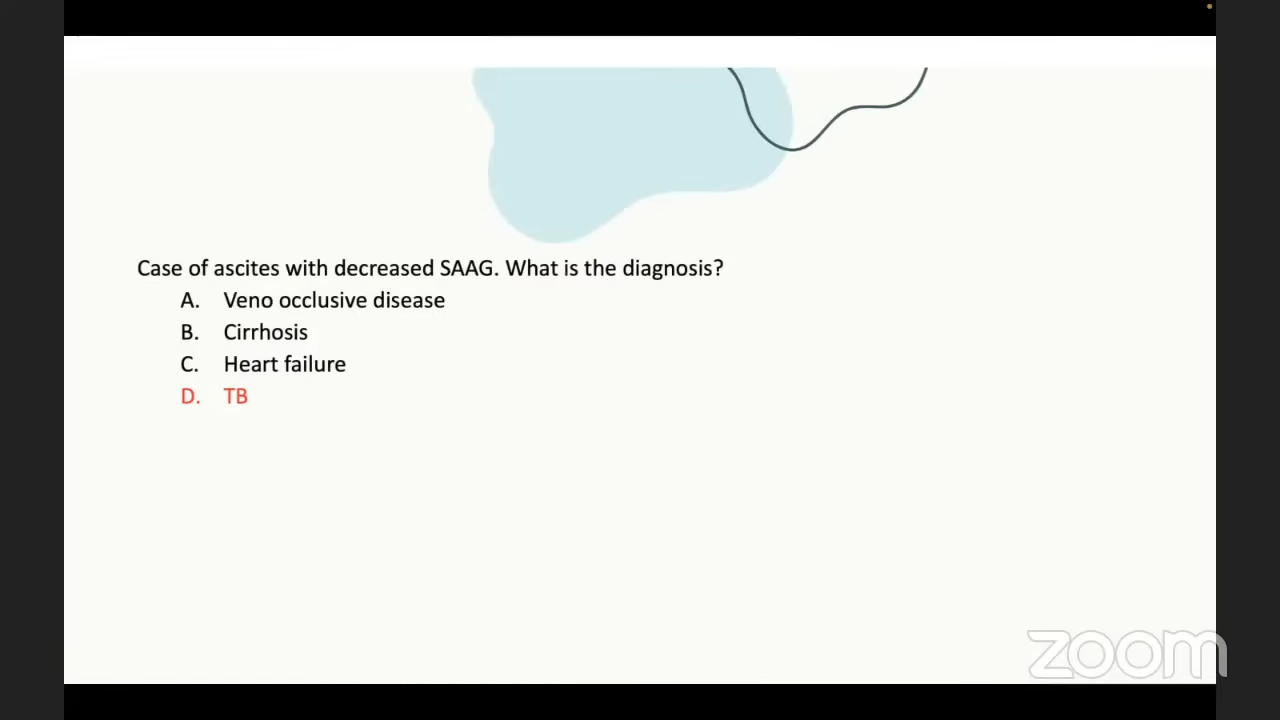 Case of ascites with decreased SAAG. What is the diagnosis?
A. Veno occlusive disease
B. Cirrhosis
C. Heart failure
D. TB
zoom